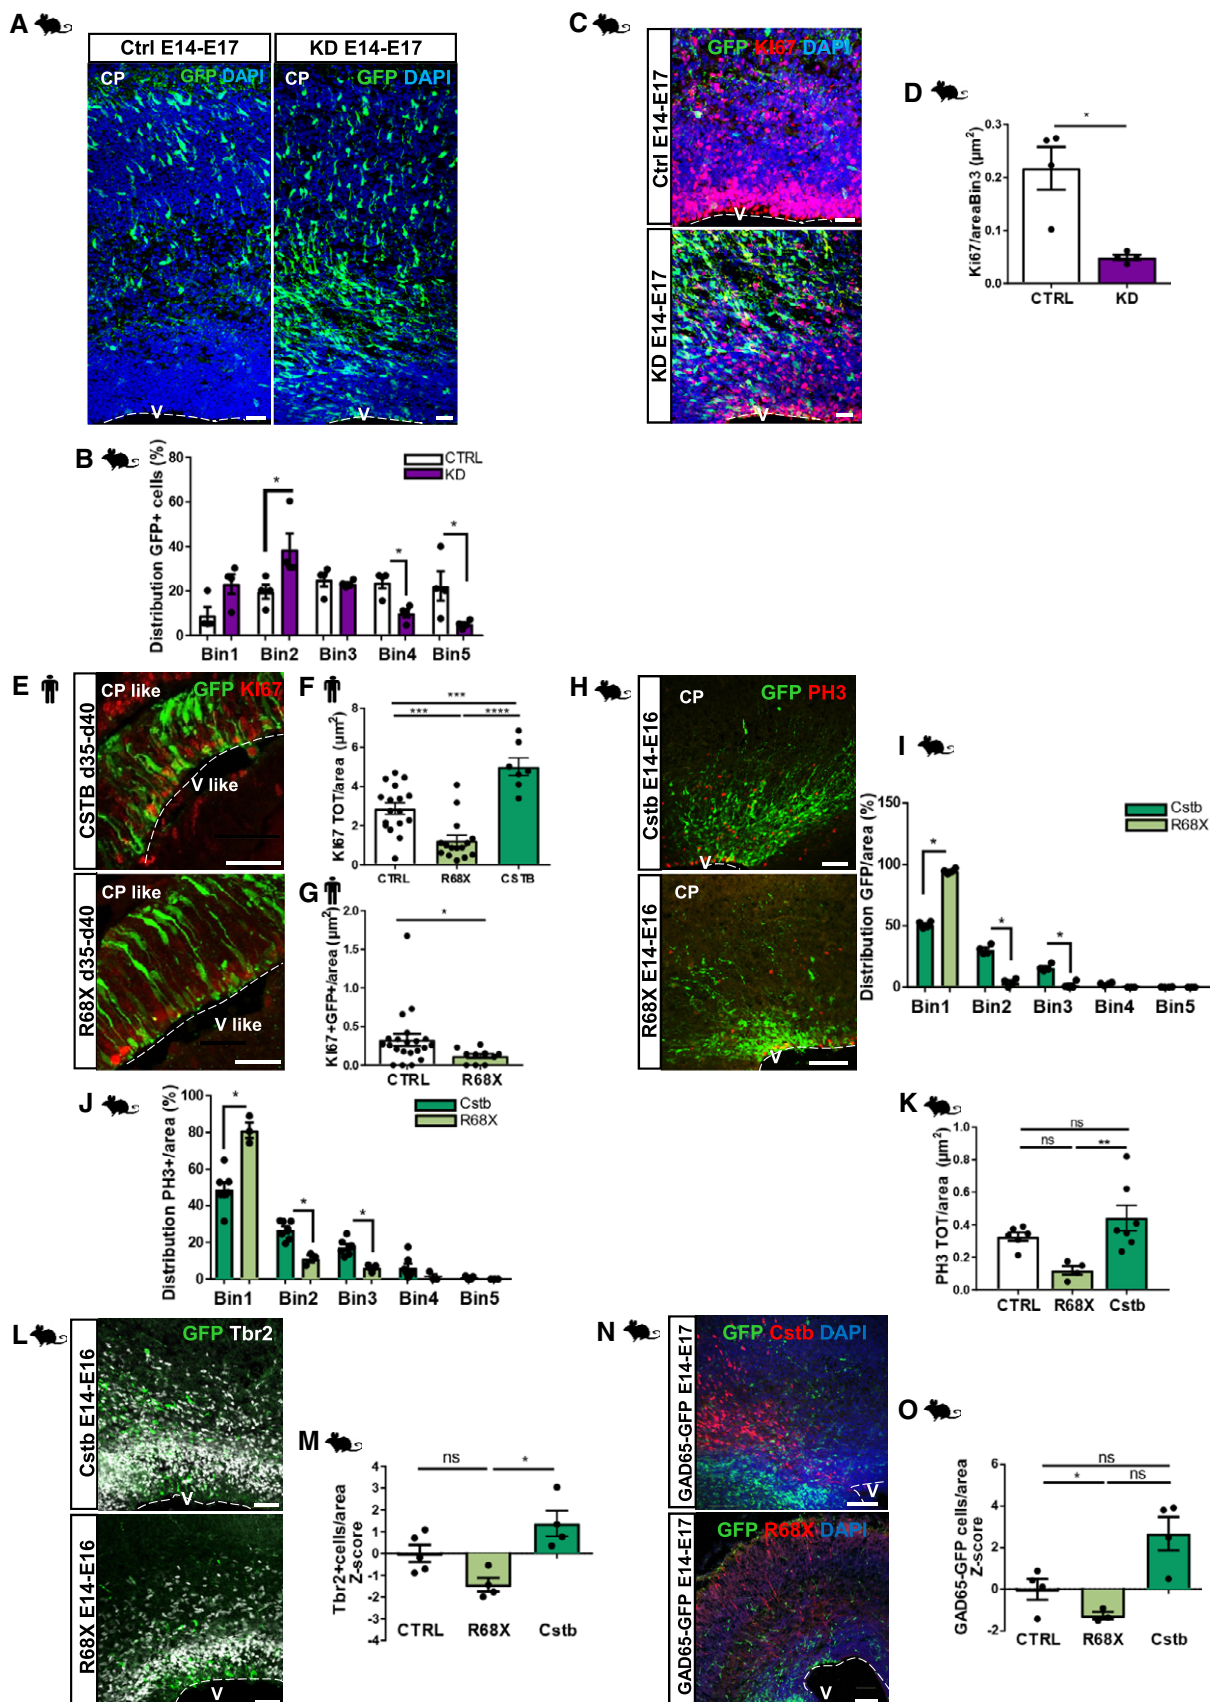 A
Ctrl E14-E17
KD E14-E17
CP
GFP DAPI
CP
GFP DAPI
V
V
C
Ctrl E14-E17
GFP KI67 DAPI
V
KD E14-E17
V
D
Ki67/areaBin3 (µm²)
0.3
0.2
0.1
0.0
*
CTRL
KD
B
Distribution GFP+ cells (%)
80
60
40
20
0
CTRL
KD
*
*
*
Bin1
Bin2
Bin3
Bin4
Bin5
E
CSTB d35-d40
CP like
GFP KI67
V like
R68X d35-d40
CP like
V like
F
KI67 TOT/area (µm²)
8
6
4
2
0
***
***
****
CTRL
R68X
CSTB
G
KI67+GFP+/area (µm²)
2.0
1.5
1.0
0.5
0.0
*
CTRL
R68X
H
Cstb E14-E16
CP
GFP PH3
V
R68X E14-E16
CP
V
I
Distribution GFP/area (%)
150
100
50
0
Cstb
R68X
*
*
*
Bin1
Bin2
Bin3
Bin4
Bin5
J
Distribution PH3+/area (%)
100
80
60
40
20
0
Cstb
R68X
*
*
*
Bin1
Bin2
Bin3
Bin4
Bin5
K
PH3 TOT/area (µm²)
1.0
0.8
0.6
0.4
0.2
0.0
ns
ns
**
CTRL
R68X
Cstb
L
Cstb E14-E16
GFP Tbr2
V
R68X E14-E16
V
M
Tbr2+cells/area
Z-score
4
3
2
1
0
-1
-2
-3
-4
ns
*
CTRL
R68X
Cstb
N
GAD65-GFP E14-E17
GFP Cstb DAPI
V
GAD65-GFP E14-E17
GFP R68X DAPI
V
O
GAD65-GFP cells/area
Z-score
6
4
2
0
-2
ns
*
ns
CTRL
R68X
Cstb